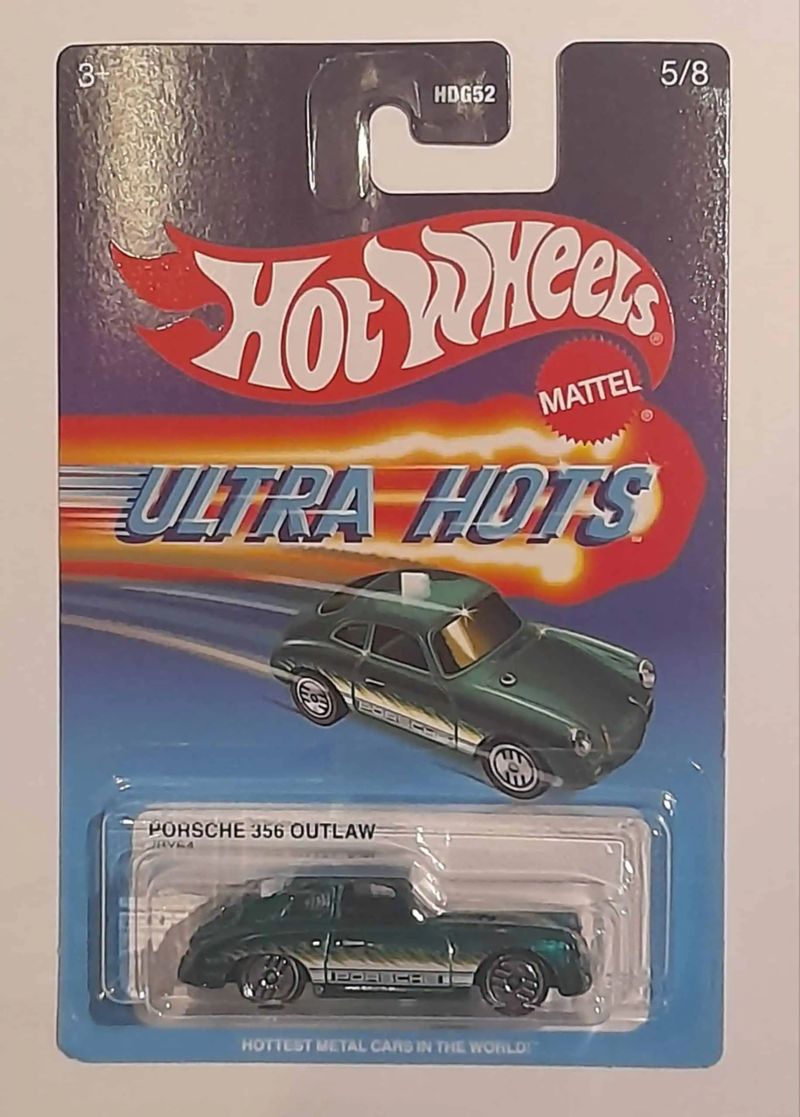 3+
HDG52
5/8
Hot Wheels®
MATTEL
®
ULTRA HOTS
PORSCHE
PORSCHE 356 OUTLAW
PORSCHE
HOTTEST METAL CARS IN THE WORLD!™